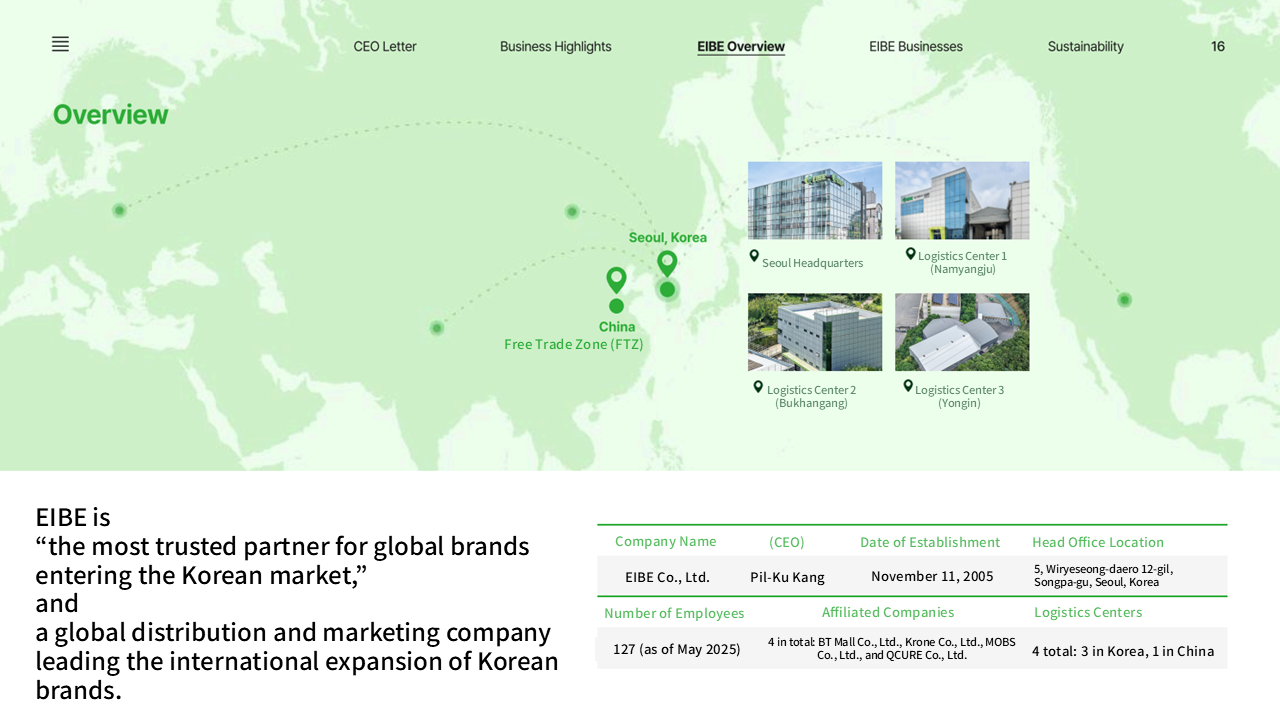 CEO Letter
Business Highlights
EIBE Overview
EIBE Businesses
Sustainability
16
Overview
Seoul, Korea
China
Free Trade Zone (FTZ)
Seoul Headquarters
Logistics Center 1
(Namyangju)
Logistics Center 2
(Bukhangang)
Logistics Center 3
(Yongin)
EIBE is
“the most trusted partner for global brands
entering the Korean market,”
and
a global distribution and marketing company
leading the international expansion of Korean
brands.
Company Name
(CEO)
Date of Establishment
Head Office Location
EIBE Co., Ltd.
Pil-Ku Kang
November 11, 2005
5, Wiryeseong-daero 12-gil,
Songpa-gu, Seoul, Korea
Number of Employees
Affiliated Companies
Logistics Centers
127 (as of May 2025)
4 in total: BT Mall Co., Ltd., Krone Co., Ltd., MOBS
Co., Ltd., and QCURE Co., Ltd.
4 total: 3 in Korea, 1 in China